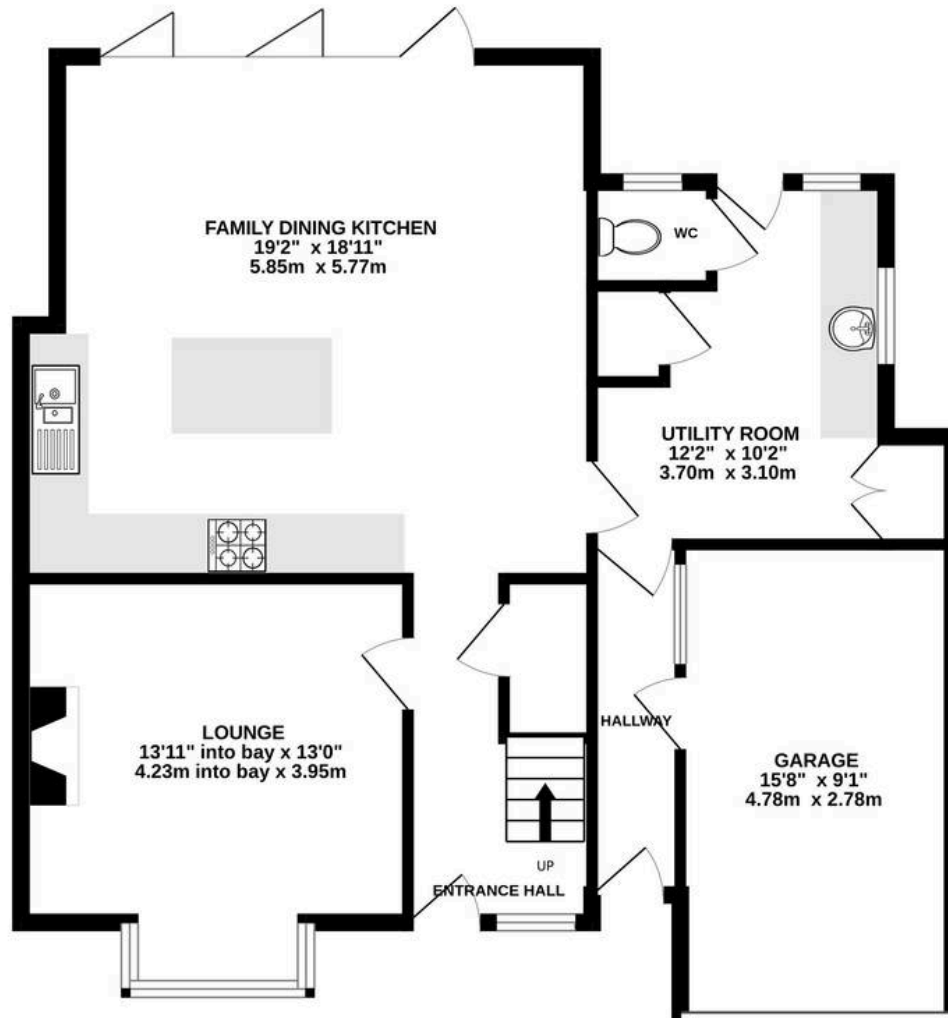 FAMILY DINING KITCHEN
19'2" x 18'11"
5.85m x 5.77m
WC
UTILITY ROOM
12'2" x 10'2"
3.70m x 3.10m
LOUNGE
13'11" into bay x 13'0"
4.23m into bay x 3.95m
HALLWAY
GARAGE
15'8" x 9'1"
4.78m x 2.78m
UP
ENTRANCE HALL